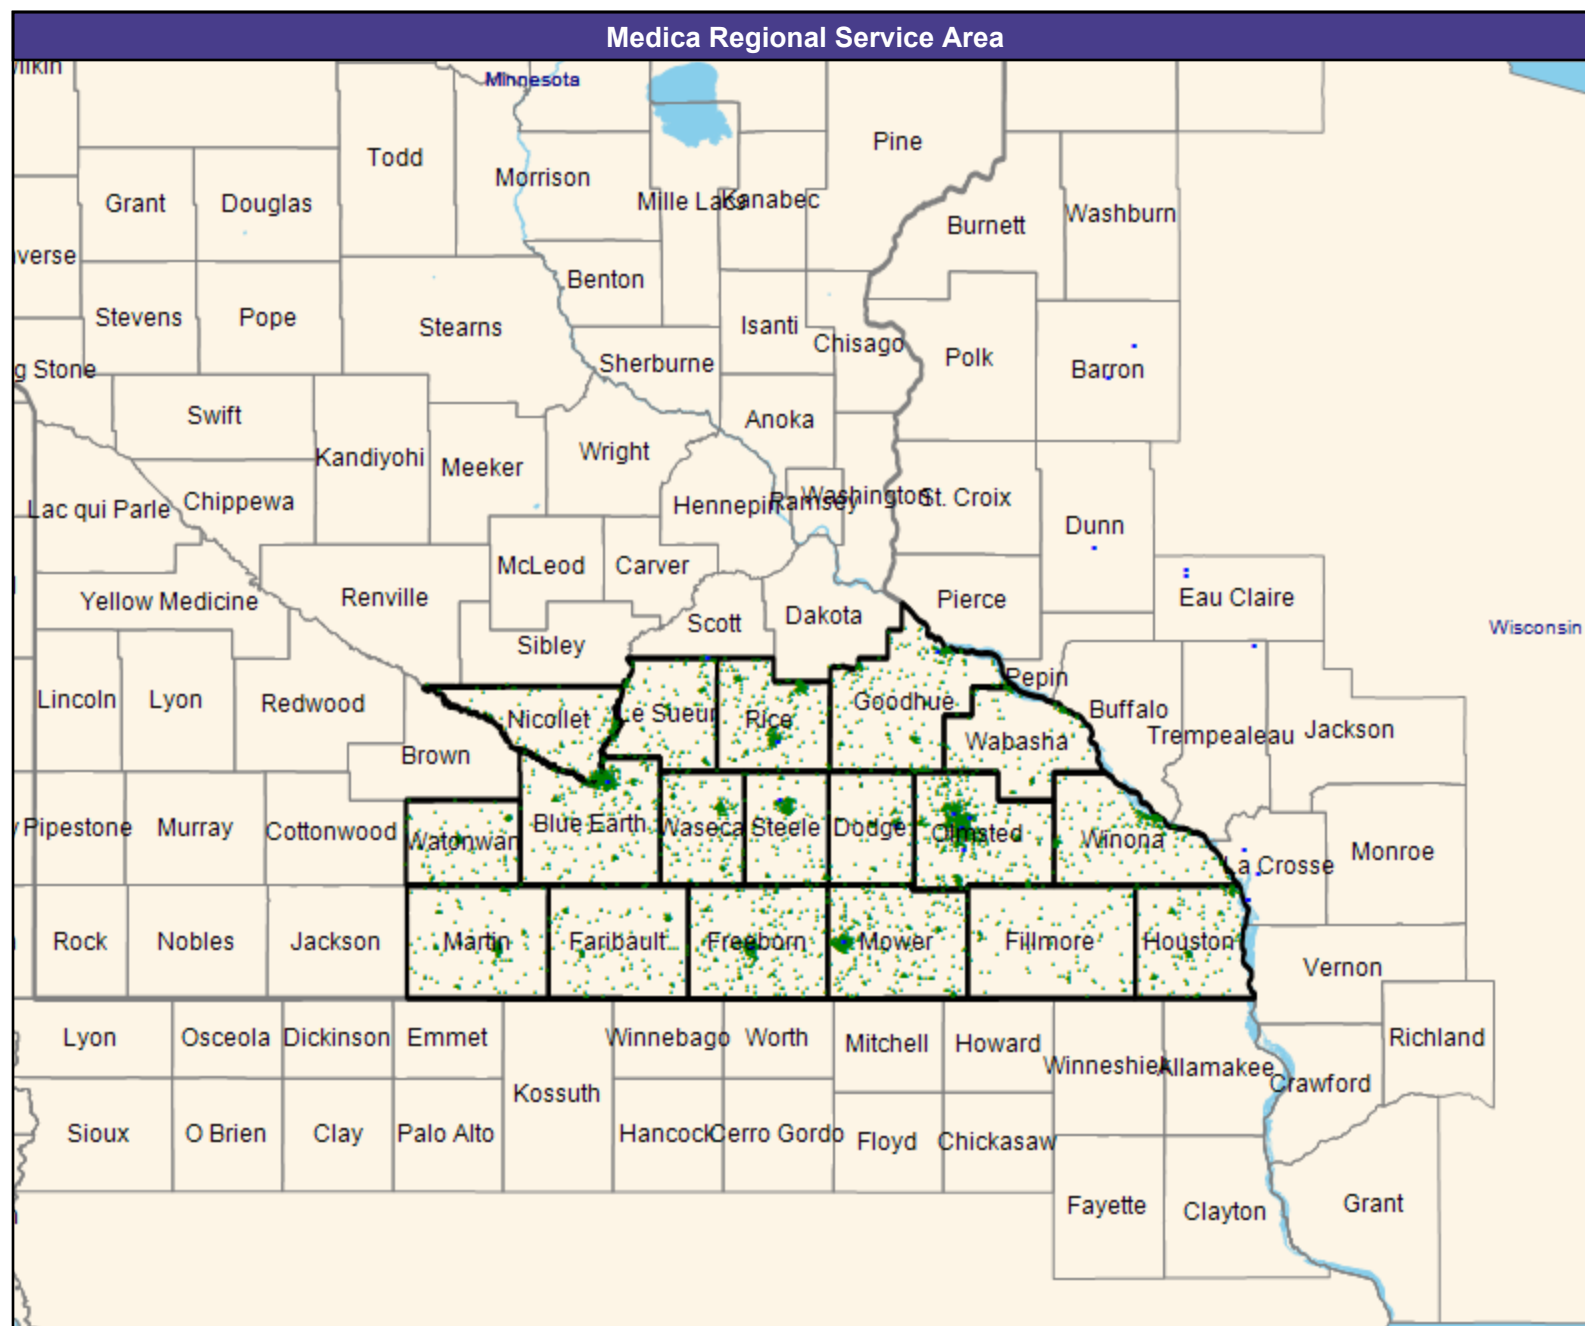 Medica Regional Service Area
Minnesota
Pine
Todd
Morrison
Mille Lacs
Kanabec
Grant
Douglas
Burnett
Washburn
Benton
Stevens
Pope
Stearns
Isanti
Chisago
Sherburne
Polk
Barron
g Stone
Swift
Anoka
Kandiyohi
Meeker
Wright
Lac qui Parle
Chippewa
Hennepin
Ramsey
Washington
St. Croix
Dunn
McLeod
Carver
Yellow Medicine
Renville
Pierce
Eau Claire
Scott
Dakota
Sibley
Wisconsin
Pepin
Lincoln
Lyon
Redwood
Nicollet
Le Sueur
Rice
Goodhue
Buffalo
Trempealeau
Jackson
Brown
Wabasha
Pipestone
Murray
Cottonwood
Watonwan
Blue Earth
Waseca
Steele
Dodge
Olmsted
Winona
La Crosse
Monroe
Rock
Nobles
Jackson
Martin
Faribault
Freeborn
Mower
Fillmore
Houston
Vernon
Lyon
Osceola
Dickinson
Emmet
Winnebago
Worth
Mitchell
Howard
Richland
Winneshiek
Allamakee
Crawford
Kossuth
Sioux
O Brien
Clay
Palo Alto
Hancock
Cerro Gordo
Floyd
Chickasaw
Fayette
Clayton
Grant